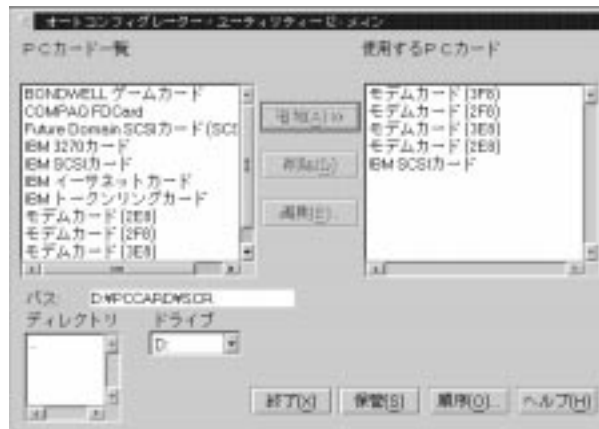 オートコンフィグレーター・ユーティリティー 2- メイン
PCカード一覧
使用するPCカード
BONDWELL ゲームカード
COMPAQ FDCard
Future Domain SCSIカード(SCS
IBM 3270カード
IBM SCSIカード
IBM イーサネットカード
IBM トークンリングカード
モデムカード (2E8)
モデムカード (2F8)
モデムカード (3E8)
追加(A)>>
削除(D)
モデムカード (3F8)
モデムカード (2F8)
モデムカード (3E8)
モデムカード (2E8)
IBM SCSIカード
パス: D:¥PCCARD¥SCR
ディレクトリ
ドライブ
..
D:
終了(X)
保管(S)
順序(O)...
ヘルプ(H)